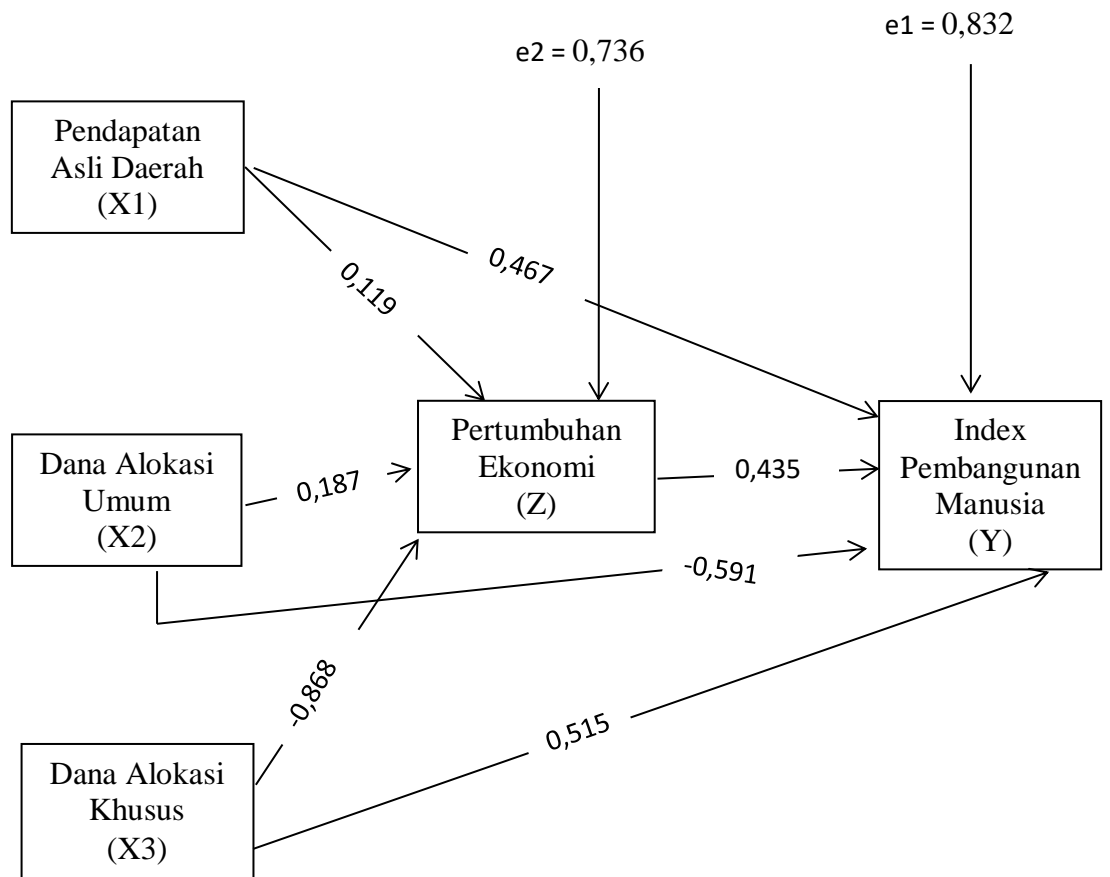 e1 = 0,832
e2 = 0,736
Pendapatan
Asli Daerah
(X1)
0,467
0,119
Pertumbuhan
Ekonomi
(Z)
Index
Pembangunan
Manusia
(Y)
Dana Alokasi
Umum
(X2)
0,187
0,435
-0,591
-0,868
0,515
Dana Alokasi
Khusus
(X3)